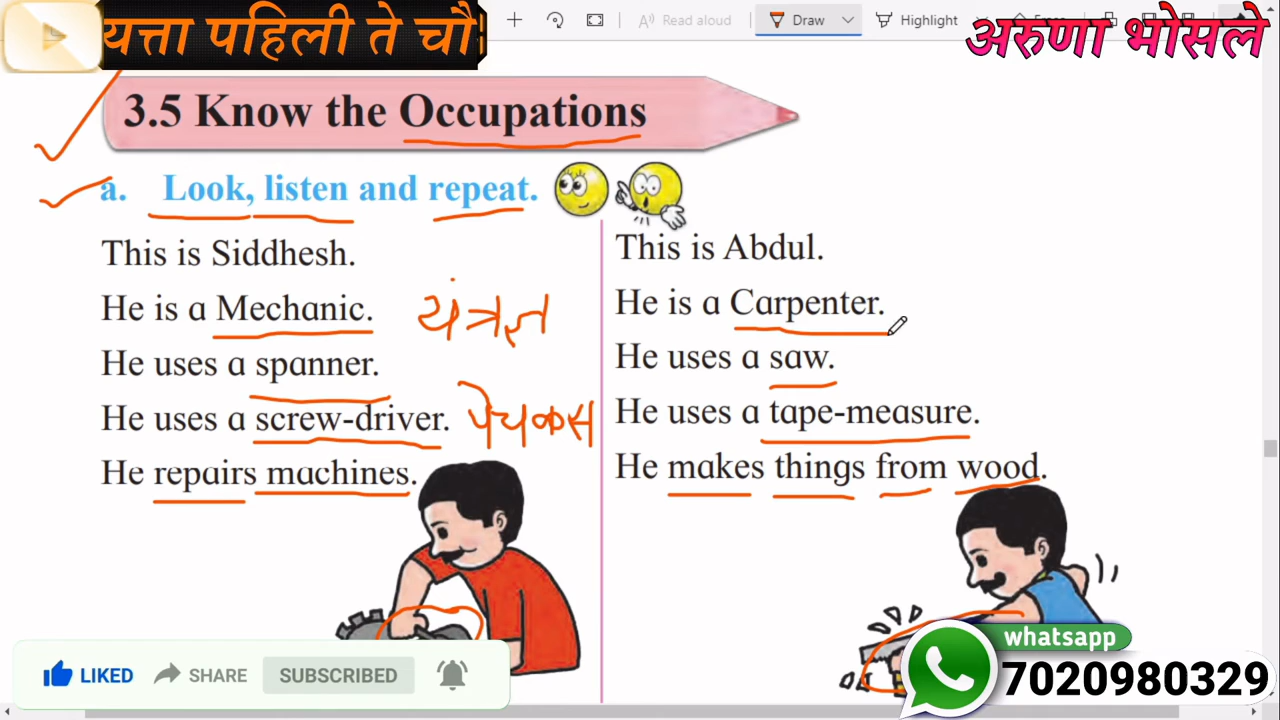 यत्ता पहिली ते चौ
Read aloud
Draw
Highlight
अरुणा भोसले
3.5 Know the Occupations
a. Look, listen and repeat.
This is Siddhesh.
He is a Mechanic. यंत्रज्ञ
He uses a spanner.
He uses a screw-driver. पेचकस
He repairs machines.
This is Abdul.
He is a Carpenter.
He uses a saw.
He uses a tape-measure.
He makes things from wood.
LIKED
SHARE
SUBSCRIBED
whatsapp
7020980329